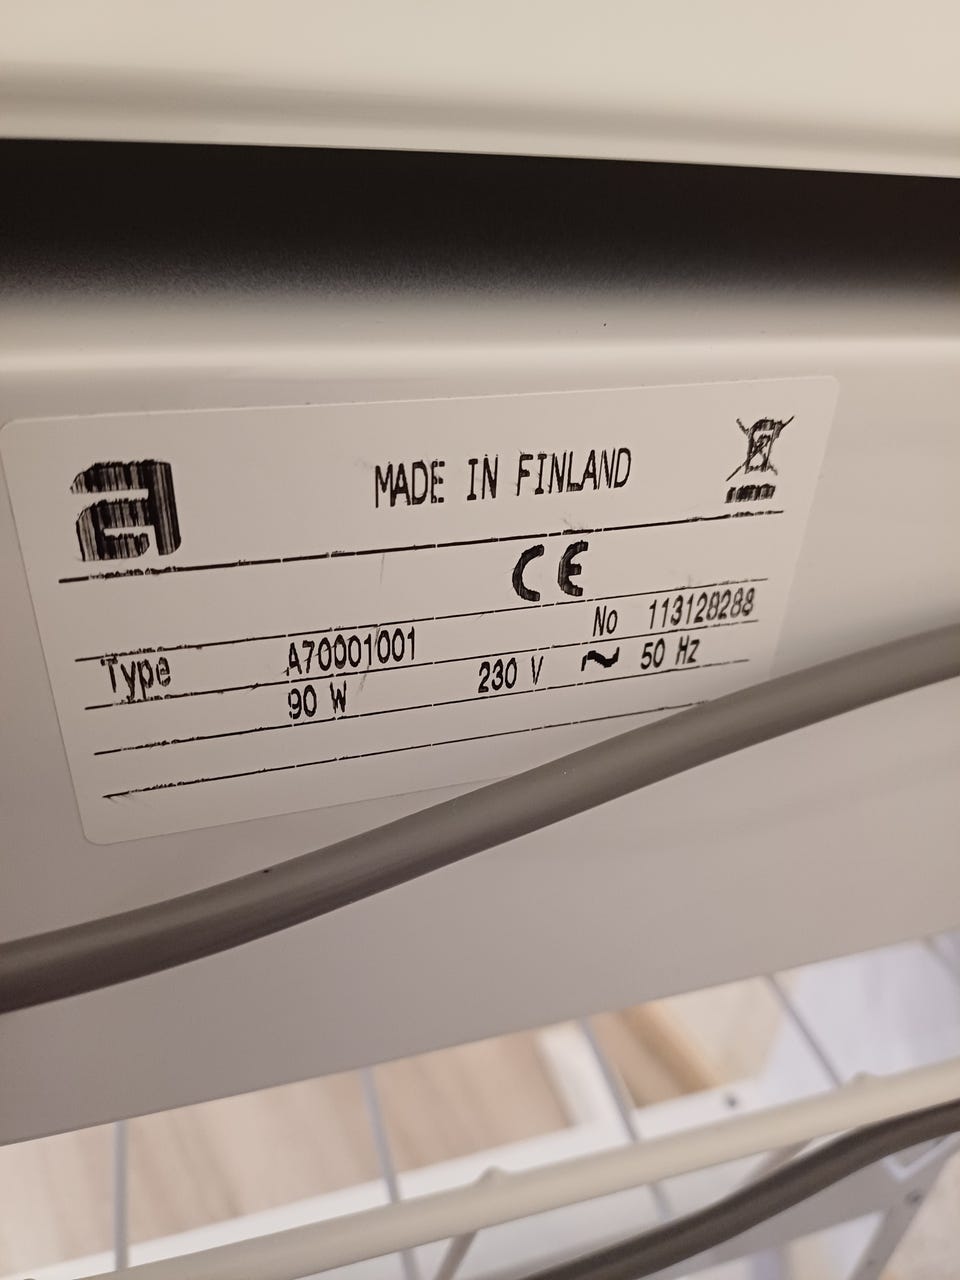 a
MADE IN FINLAND
CE
Type A70001001 No 113128288
90 W 230 V ~ 50 Hz